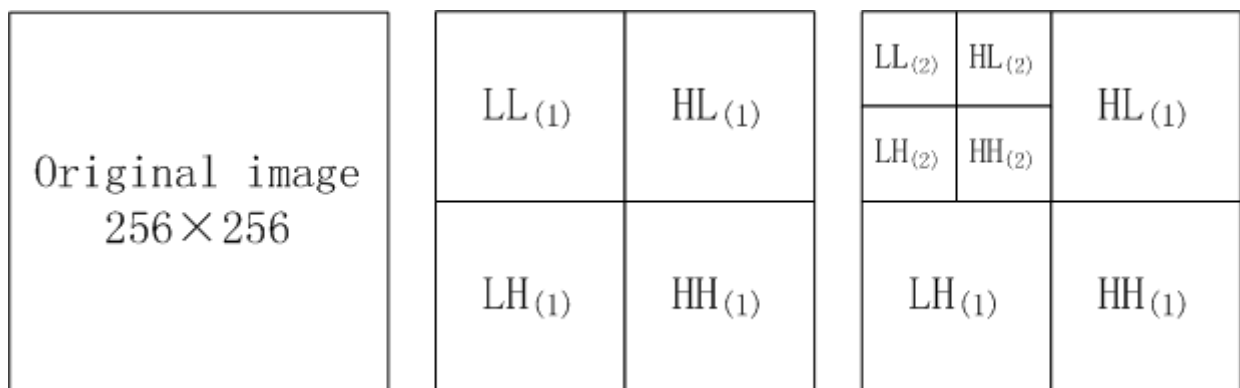 Original image
256×256
LL(1) HL(1)
LH(1) HH(1)
LL(2) HL(2) HL(1)
LH(2) HH(2)
LH(1) HH(1)